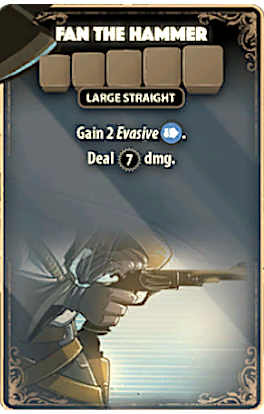 FAN THE HAMMER
LARGE STRAIGHT
Gain 2 Evasive.
Deal 7 dmg.